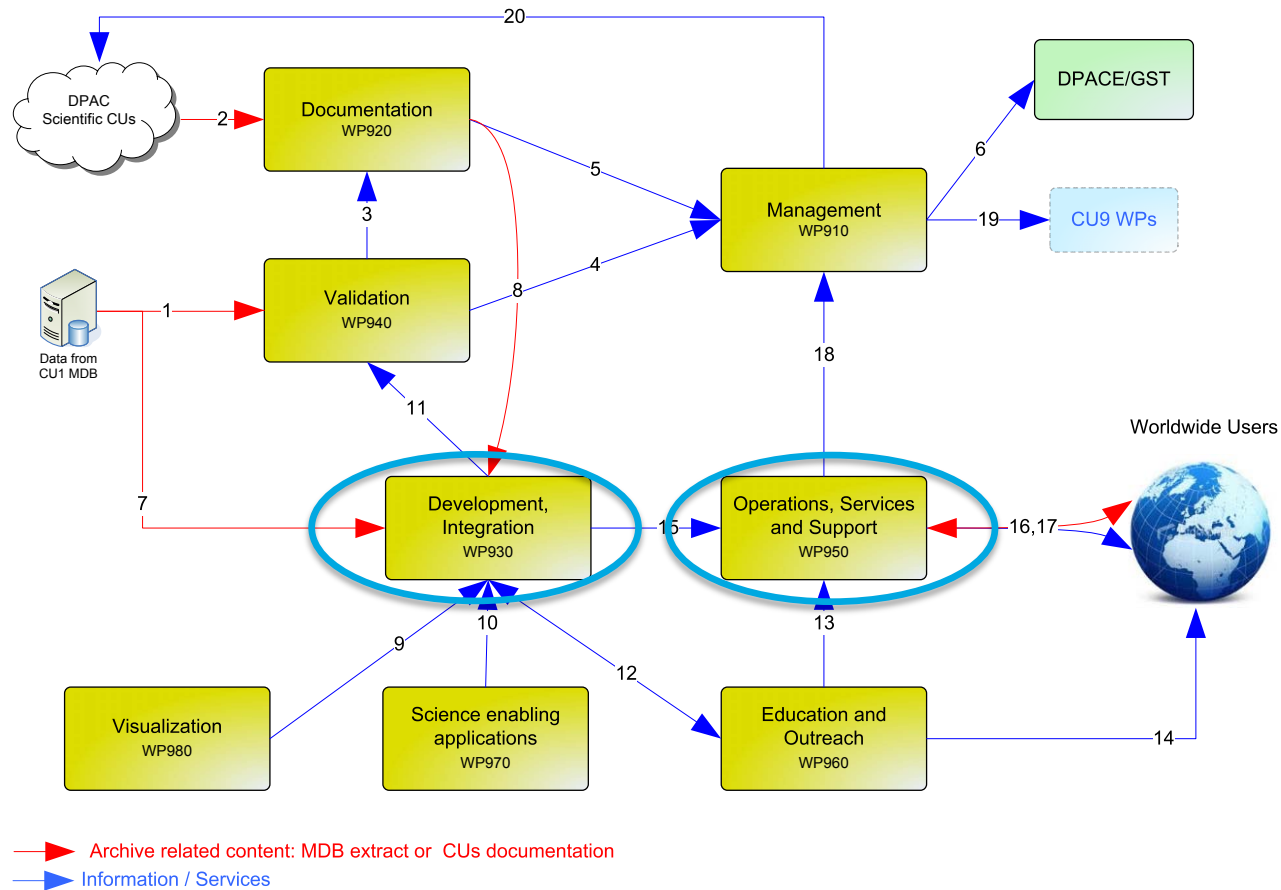 20
DPAC
Scientific CUs
2
Documentation
WP920
DPACE/GST
5
6
3
Management
WP910
19
CU9 WPs
4
8
Validation
WP940
1
Data from
CU1 MDB
18
11
Worldwide Users
7
Development,
Integration
WP930
15
Operations, Services
and Support
WP950
16,17
9
10
13
12
Visualization
WP980
Science enabling
applications
WP970
Education and
Outreach
WP960
14
Archive related content: MDB extract or CUs documentation
Information / Services